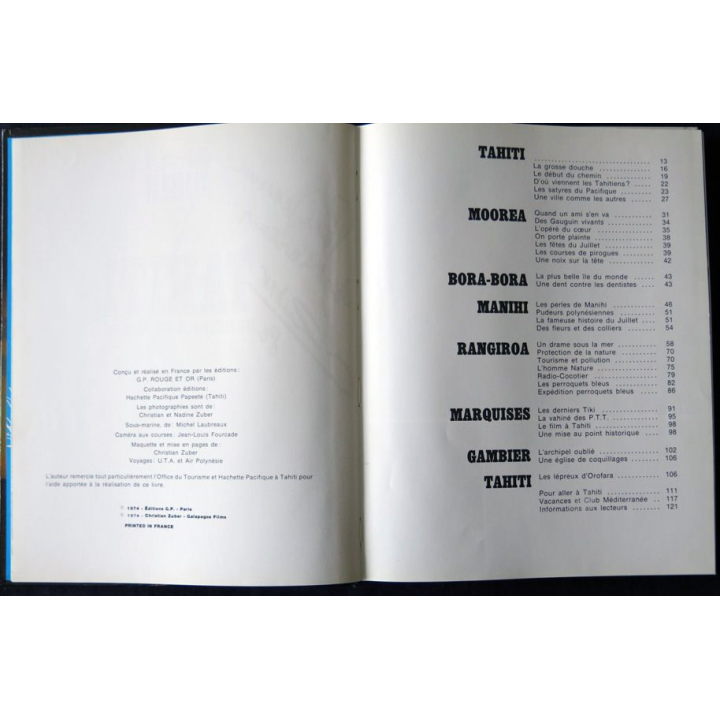 Conçu et réalisé en France par les éditions:
G.P. ROUGE ET OR (Paris)
Collaboration éditions:
Hachette Pacifique Papeete (Tahiti)
Les photographies sont de:
Christian et Nadine Zuber
Sous-marine, de: Michel Laubreaux
Caméra aux courses: Jean-Louis Fourcade
Maquette et mise en pages de:
Christian Zuber
Voyages: U.T.A. et Air Polynésie
L'auteur remercie tout particulièrement l'Office du Tourisme et Hachette Pacifique à Tahiti pour
l'aide apportée à la réalisation de ce livre.
© 1974 - Éditions G.P. - Paris
© 1974 - Christian Zuber - Galapagos Films
PRINTED IN FRANCE
TAHITI
.............................. 13
La grosse douche .............. 16
Le début du chemin ............ 19
D'où viennent les Tahitiens? ..... 22
Les satyres du Pacifique ........ 23
Une ville comme les autres ...... 27
MOOREA Quand un ami s'en va .......... 31
Des Gauguin vivants ............ 34
L'opéré du cœur ............... 35
On porte plainte ............... 38
Les fêtes du Juillet ............. 39
Les courses de pirogues ........ 39
Une noix sur la tête ............ 42
BORA-BORA La plus belle île du monde ...... 43
Une dent contre les dentistes .... 43
MANIHI Les perles de Manihi ........... 46
Pudeurs polynésiennes .......... 51
La fameuse histoire du Juillet .... 51
Des fleurs et des colliers ........ 54
RANGIROA Un drame sous la mer .......... 58
Protection de la nature ......... 70
Tourisme et pollution ........... 70
L'homme Nature ............... 75
Radio-Cocotier ................ 79
Les perroquets bleus ........... 82
Expédition perroquets bleus ..... 86
MARQUISES Les derniers Tiki .............. 91
La vahiné des P.T.T. ............ 95
Le film à Tahiti ................ 98
Une mise au point historique .... 98
GAMBIER L'archipel oublié ............... 102
Une église de coquillages ....... 105
TAHITI Les lépreux d'Orofara .......... 106
Pour aller à Tahiti .............. 111
Vacances et Club Méditerranée .. 117
Informations aux lecteurs ....... 121